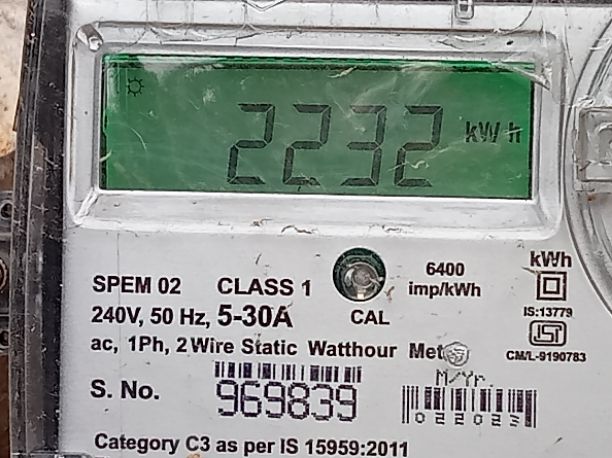 2232 kWh
SPEM 02 CLASS 1 6400 kWh
240V, 50 Hz, 5-30A CAL imp/kWh IS:13779
ac, 1Ph, 2 Wire Static Watthour CM/L-9190783
M/Yr.
S. No. 969839 022023
Category C3 as per IS 15959:2011